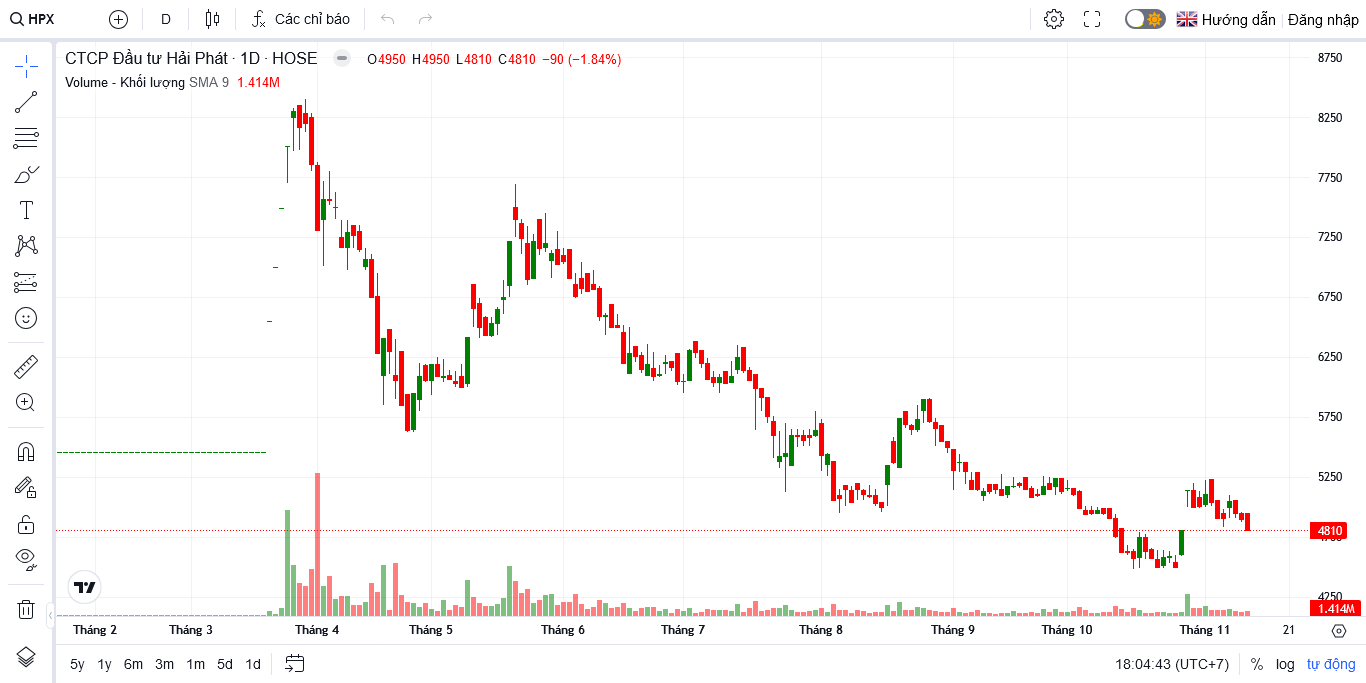 HPX D Các chỉ báo Hướng dẫn Đăng nhập
CTCP Đầu tư Hải Phát · 1D · HOSE O4950 H4950 L4810 C4810 −90 (−1.84%)
Volume - Khối lượng SMA 9 1.414M
8750
8250
7750
7250
6750
6250
5750
5250
4810
4750
4250
1.414M
Tháng 2 Tháng 3 Tháng 4 Tháng 5 Tháng 6 Tháng 7 Tháng 8 Tháng 9 Tháng 10 Tháng 11 21
5y 1y 6m 3m 1m 5d 1d 18:04:43 (UTC+7) % log tự động